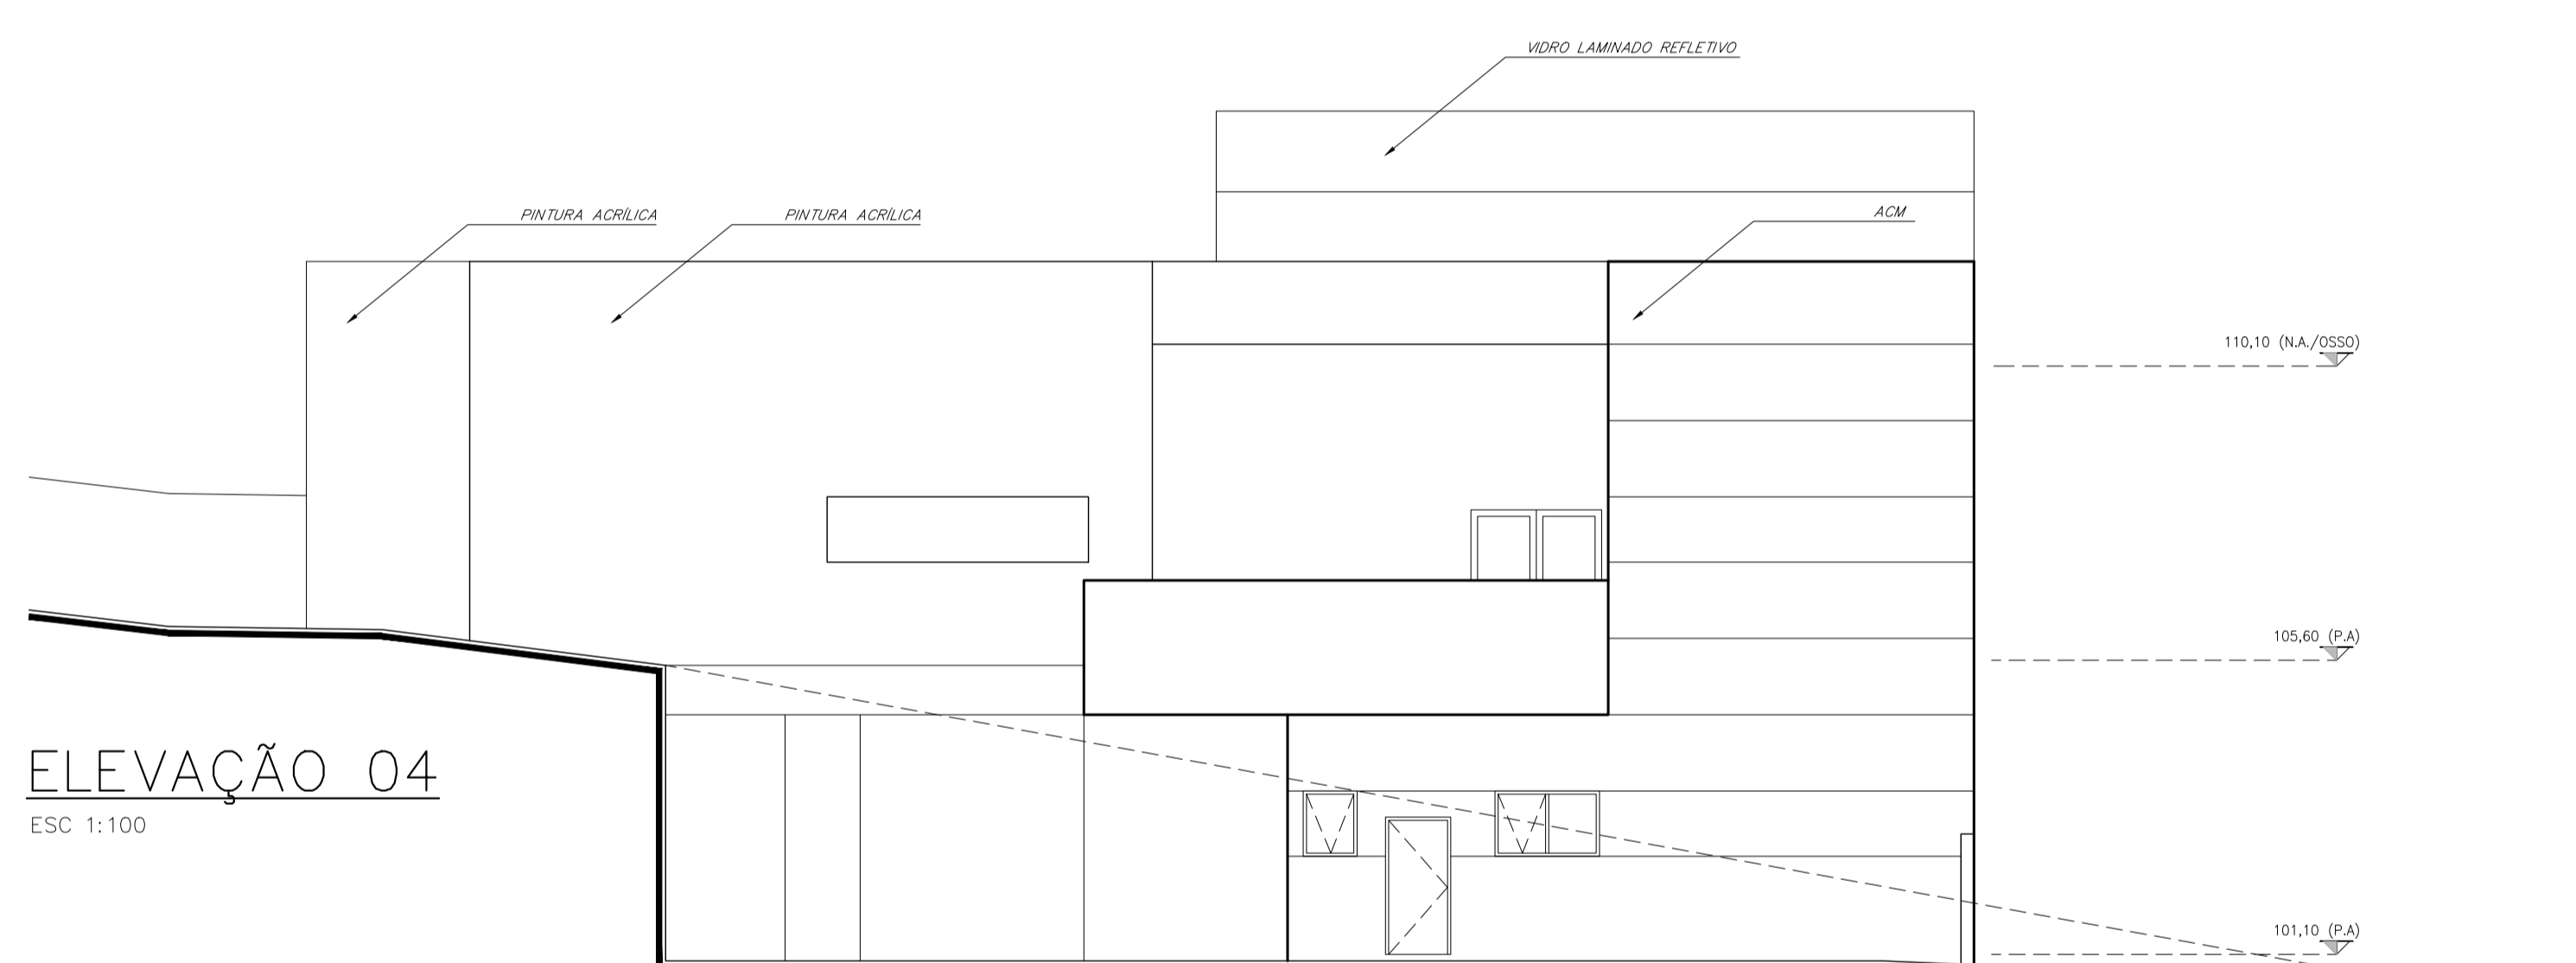 VIDRO LAMINADO REFLETIVO
PINTURA ACRÍLICA
PINTURA ACRÍLICA
ACM
110,10 (N.A./OSSO)
105,60 (P.A)
ELEVAÇÃO 04
ESC 1:100
101,10 (P.A)